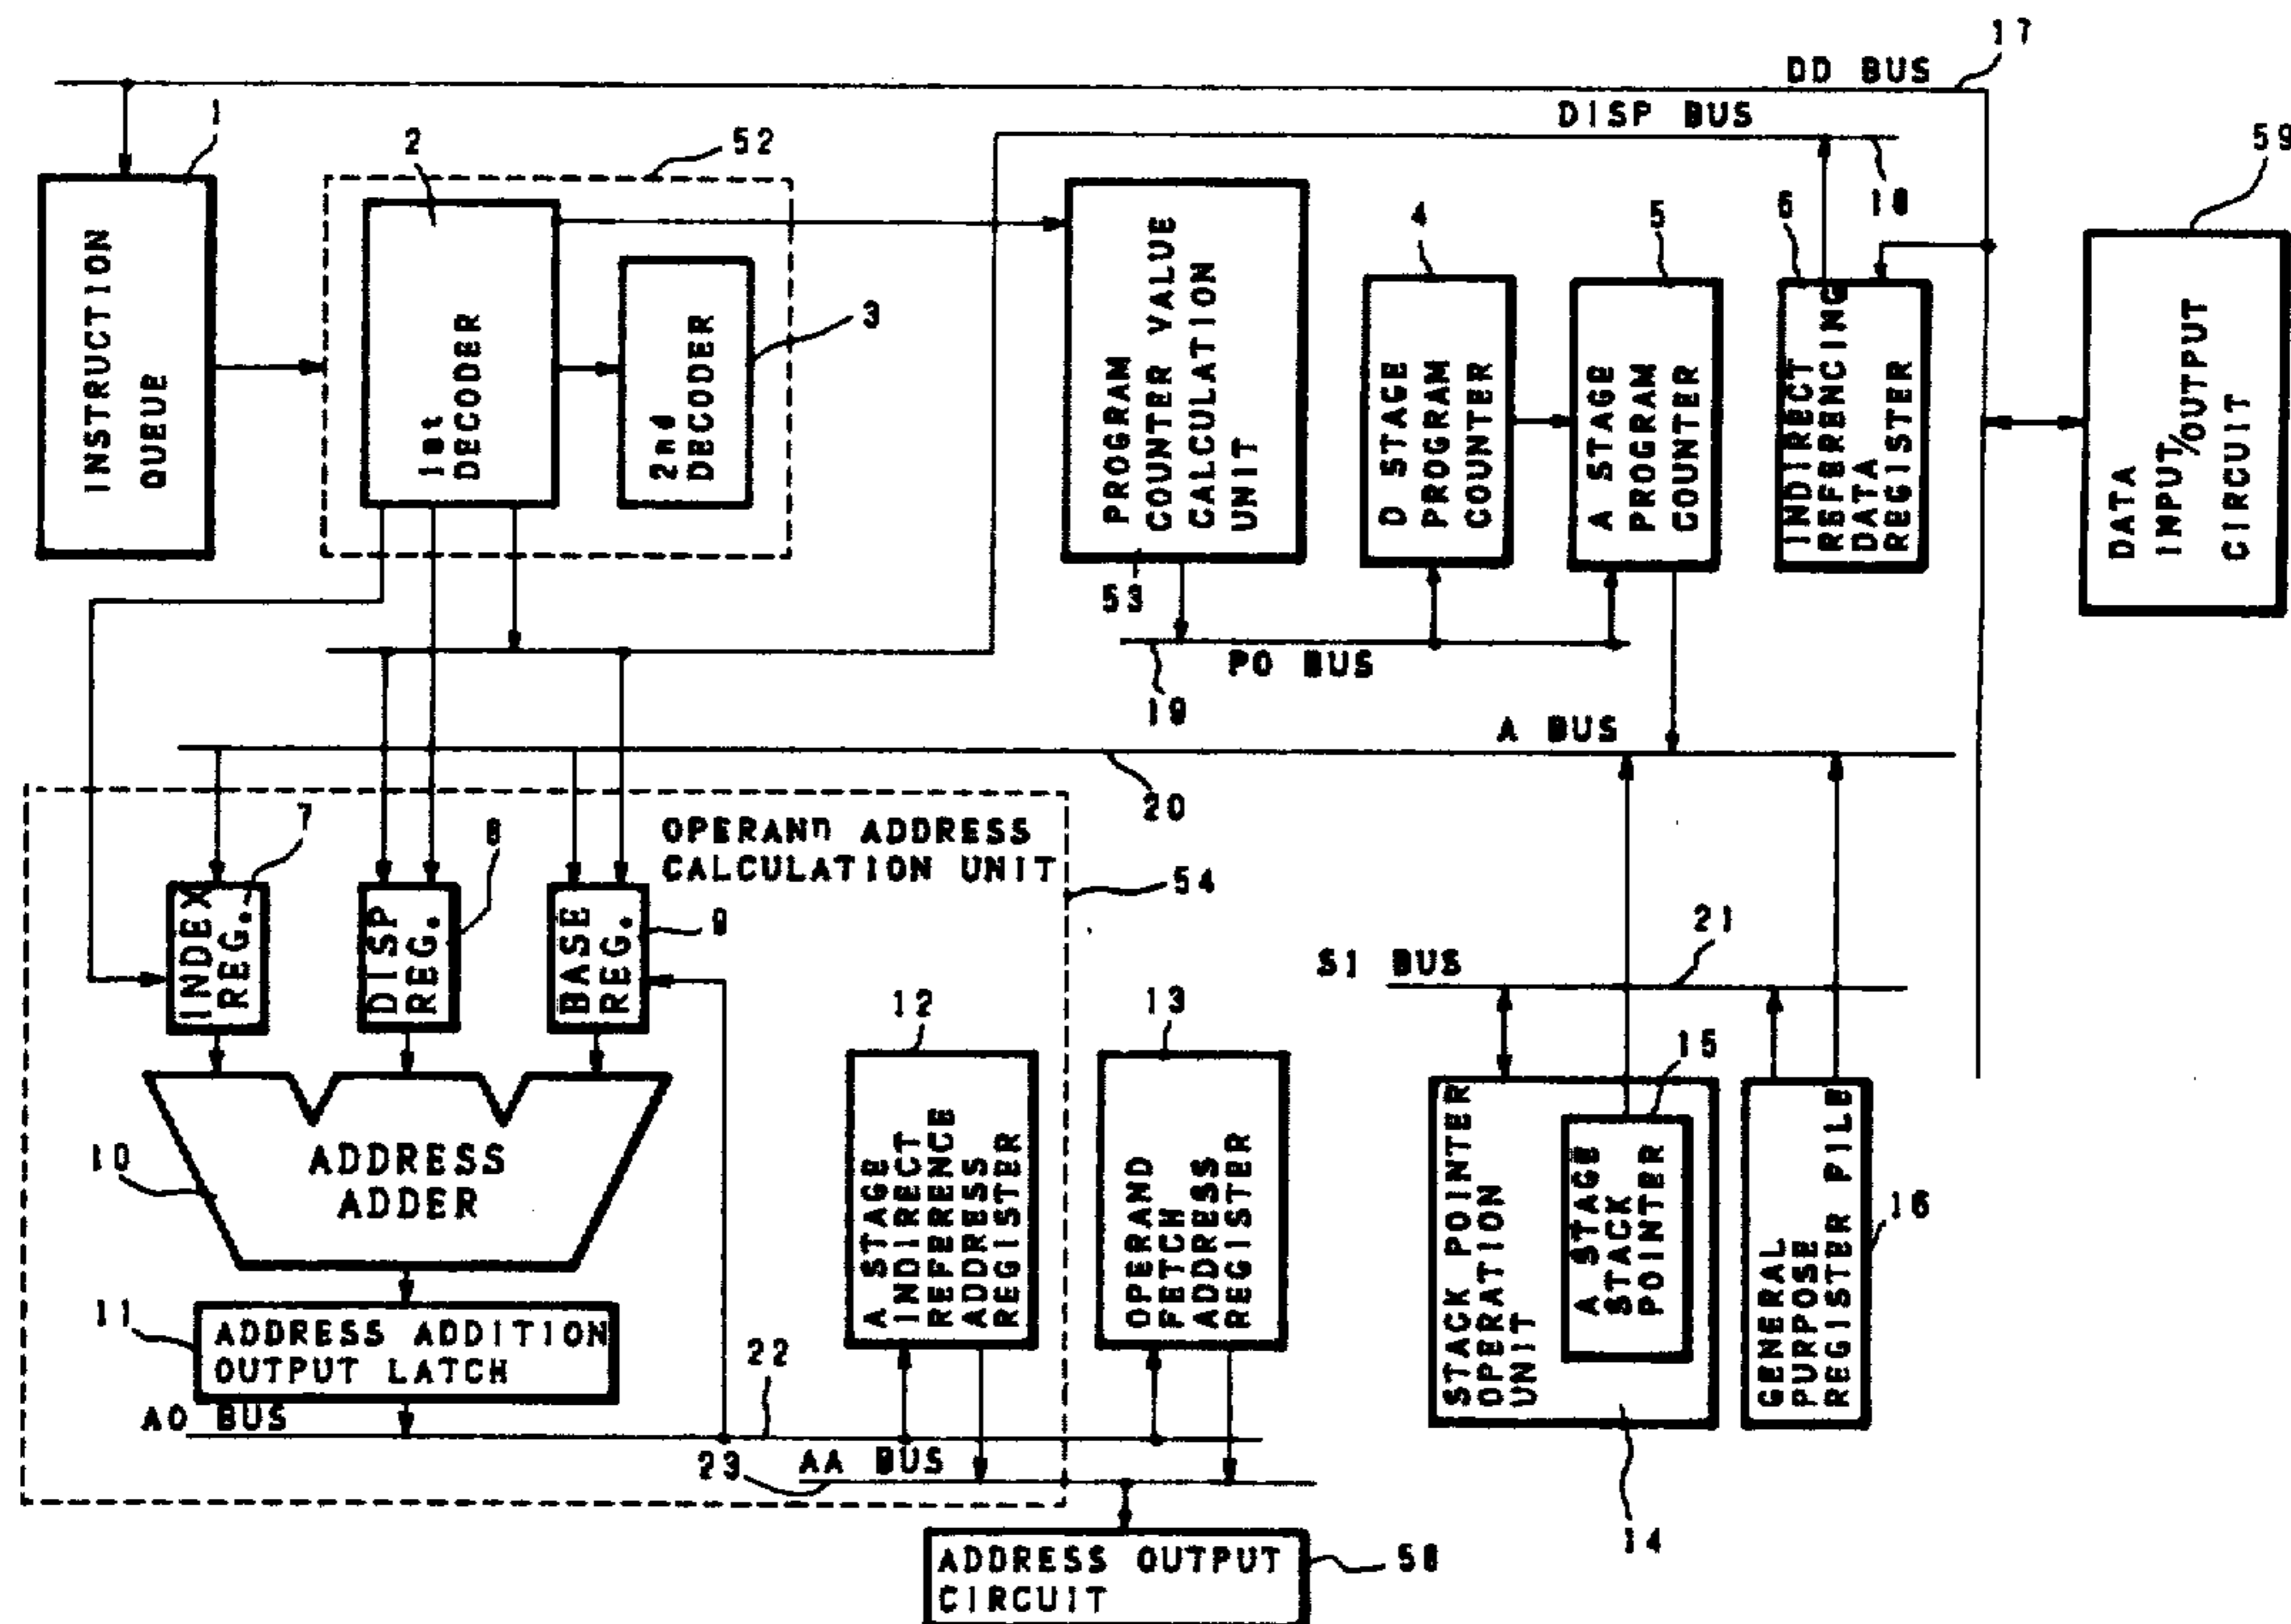 17
DD BUS
DISP BUS
1
2
52
59
18
6
4
5
INSTRUCTION
QUEUE
1st
DECODER
2nd
DECODER
3
PROGRAM
COUNTER VALUE
CALCULATION
UNIT
53
D STAGE
PROGRAM
COUNTER
A STAGE
PROGRAM
COUNTER
INDIRECT
REFERENCING
DATA
REGISTER
DATA
INPUT/OUTPUT
CIRCUIT
PO BUS
19
A BUS
20
7
8
OPERAND ADDRESS
CALCULATION UNIT
54
INDEX
REG.
DISP
REG.
BASE
REG.
9
21
S1 BUS
12
13
15
10
ADDRESS
ADDER
A STAGE
INDIRECT
REFERENCE
ADDRESS
REGISTER
OPERAND
FETCH
ADDRESS
REGISTER
STACK POINTER
OPERATION
UNIT
A STAGE
STACK
POINTER
GENERAL
PURPOSE
REGISTER FILE
16
11
ADDRESS ADDITION
OUTPUT LATCH
22
AO BUS
23
AA BUS
14
ADDRESS OUTPUT
CIRCUIT
58